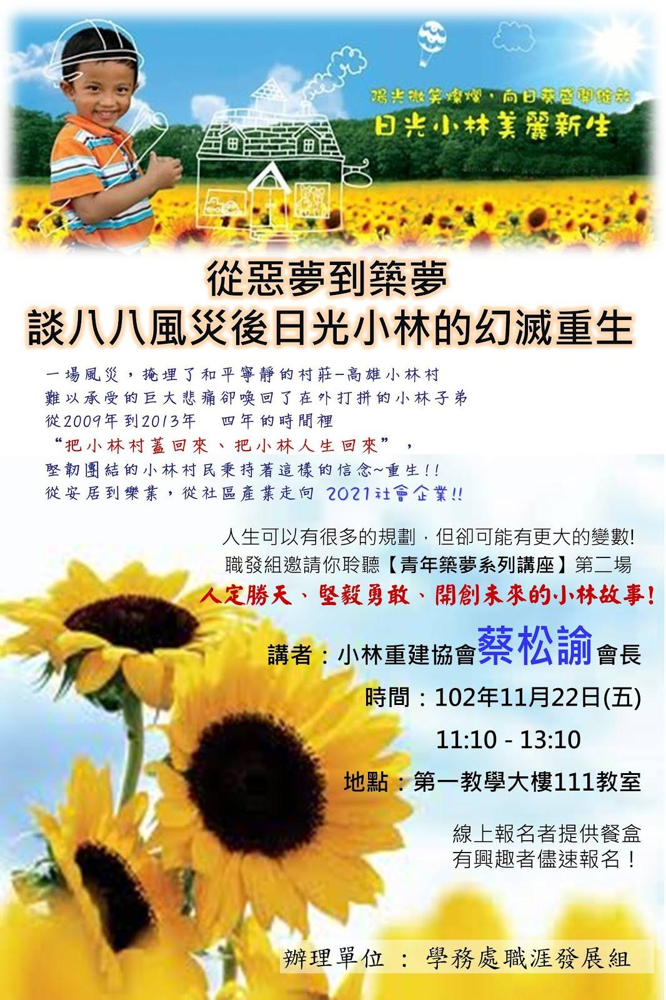 陽光微笑燦爛，向日葵盛開綻放
日光小林美麗新生
從惡夢到築夢
談八八風災後日光小林的幻滅重生
一場風災，掩埋了和平寧靜的村莊-高雄小林村
難以承受的巨大悲痛卻喚回了在外打拼的小林子弟
從2009年到2013年　四年的時間裡
“把小林村蓋回來、把小林人生回來”，
堅韌團結的小林村民秉持著這樣的信念~重生!!
從安居到樂業，從社區產業走向 2021社會企業!!
人生可以有很多的規劃，但卻可能有更大的變數!
職發組邀請你聆聽【青年築夢系列講座】第二場
人定勝天、堅毅勇敢、開創未來的小林故事!
講者：小林重建協會蔡松諭會長
時間：102年11月22日(五)
11:10 - 13:10
地點：第一教學大樓111教室
線上報名者提供餐盒
有興趣者儘速報名！
辦理單位 ： 學務處職涯發展組